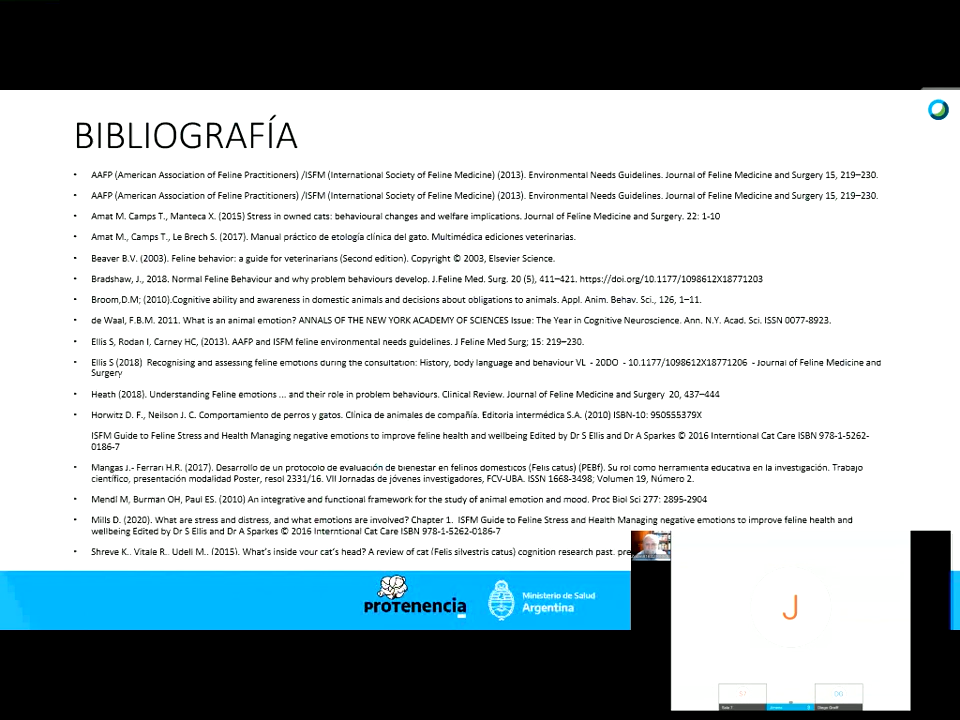 BIBLIOGRAFÍA
• AAFP (American Association of Feline Practitioners) /ISFM (International Society of Feline Medicine) (2013). Environmental Needs Guidelines. Journal of Feline Medicine and Surgery 15, 219–230.
• AAFP (American Association of Feline Practitioners) /ISFM (International Society of Feline Medicine) (2013). Environmental Needs Guidelines. Journal of Feline Medicine and Surgery 15, 219–230.
• Amat M. Camps T., Manteca X. (2015) Stress in owned cats: behavioural changes and welfare implications. Journal of Feline Medicine and Surgery. 22: 1-10
• Amat M., Camps T., Le Brech S. (2017). Manual práctico de etología clínica del gato. Multimédica ediciones veterinarias.
• Beaver B.V. (2003). Feline behavior: a guide for veterinarians (Second edition). Copyright © 2003, Elsevier Science.
• Bradshaw, J., 2018. Normal Feline Behaviour and why problem behaviours develop. J.Feline Med. Surg. 20 (5), 411–421. https://doi.org/10.1177/1098612X18771203
• Broom,D.M; (2010).Cognitive ability and awareness in domestic animals and decisions about obligations to animals. Appl. Anim. Behav. Sci., 126, 1–11.
• de Waal, F.B.M. 2011. What is an animal emotion? ANNALS OF THE NEW YORK ACADEMY OF SCIENCES Issue: The Year in Cognitive Neuroscience. Ann. N.Y. Acad. Sci. ISSN 0077-8923.
• Ellis S, Rodan I, Carney HC, (2013). AAFP and ISFM feline environmental needs guidelines. J Feline Med Surg; 15: 219–230.
• Ellis S (2018) Recognising and assessing feline emotions during the consultation: History, body language and behaviour VL - 20DO - 10.1177/1098612X18771206 - Journal of Feline Medicine and
Surgery
• Heath (2018). Understanding Feline emotions ... and their role in problem behaviours. Clinical Review. Journal of Feline Medicine and Surgery 20, 437–444
• Horwitz D. F., Neilson J. C. Comportamiento de perros y gatos. Clínica de animales de compañía. Editoria intermédica S.A. (2010) ISBN-10: 950555379X
ISFM Guide to Feline Stress and Health Managing negative emotions to improve feline health and wellbeing Edited by Dr S Ellis and Dr A Sparkes © 2016 Interntional Cat Care ISBN 978-1-5262-
0186-7
• Mangas J.- Ferrari H.R. (2017). Desarrollo de un protocolo de evaluación de bienestar en felinos domésticos (Felis catus) (PEBf). Su rol como herramienta educativa en la investigación. Trabajo
científico, presentación modalidad Poster, resol 2331/16. VII Jornadas de jóvenes investigadores, FCV-UBA. ISSN 1668-3498; Volumen 19, Número 2.
• Mendl M, Burman OH, Paul ES. (2010) An integrative and functional framework for the study of animal emotion and mood. Proc Biol Sci 277: 2895-2904
• Mills D. (2020). What are stress and distress, and what emotions are involved? Chapter 1. ISFM Guide to Feline Stress and Health Managing negative emotions to improve feline health and
wellbeing Edited by Dr S Ellis and Dr A Sparkes © 2016 Interntional Cat Care ISBN 978-1-5262-0186-7
• Shreve K., Vitale R., Udell M., (2015). What's inside your cat's head? A review of cat (Felis silvestris catus) cognition research past, pre
PROTENENCIA
Ministerio de Salud
Argentina
J